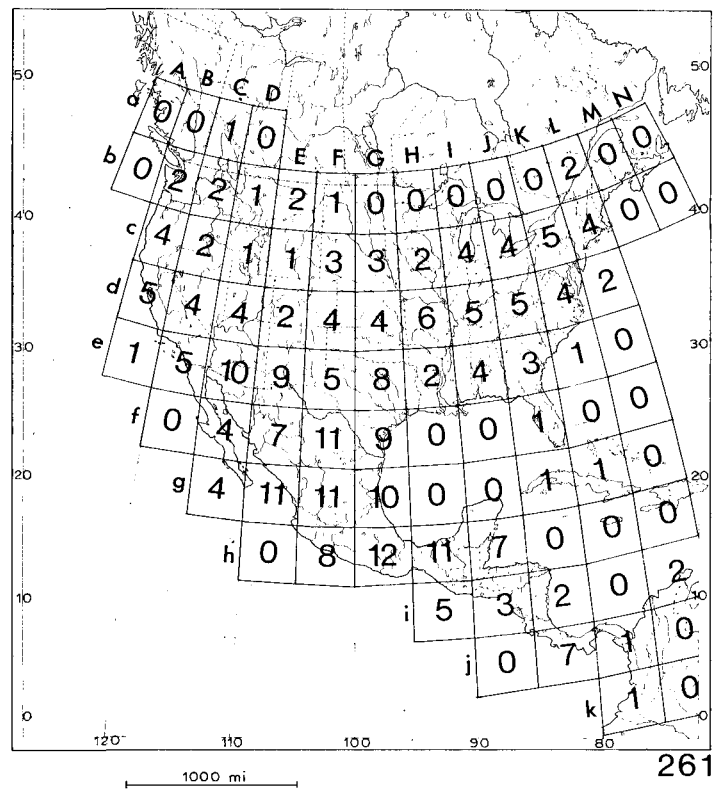 50 50
A B C D
a 0 0 1 0
E F G H I J K L M N
b 0 2 2 1 2 1 0 0 0 0 0 2 0 0
40 40
c 4 2 1 1 3 3 2 4 4 5 4 0 0
d 5 4 4 2 4 4 6 5 5 4 2
30 30
e 1 5 10 9 5 8 2 4 3 1 0
f 0 4 7 11 9 0 0 1 0 0
20 20
g 4 11 11 10 0 0 1 1 0
h 0 8 12 11 7 0 0 0
10 10
i 5 3 2 0 2
j 0 7 1 0
k 1 0
0 0
120 110 100 90 80
261
1000 mi